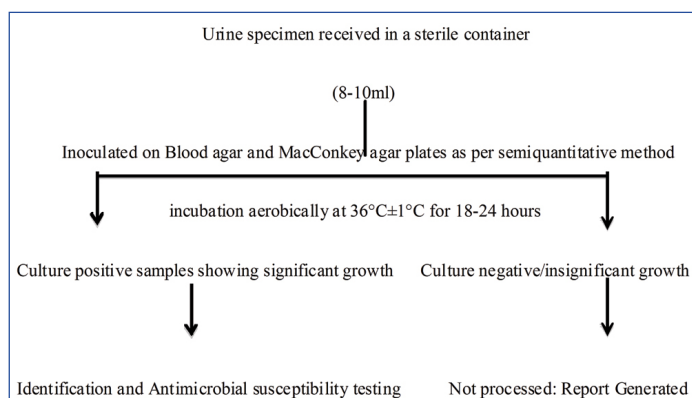 Urine specimen received in a sterile container
(8-10ml)
Inoculated on Blood agar and MacConkey agar plates as per semiquantitative method
incubation aerobically at 36°C±1°C for 18-24 hours
Culture positive samples showing significant growth
Culture negative/insignificant growth
Identification and Antimicrobial susceptibility testing
Not processed: Report Generated